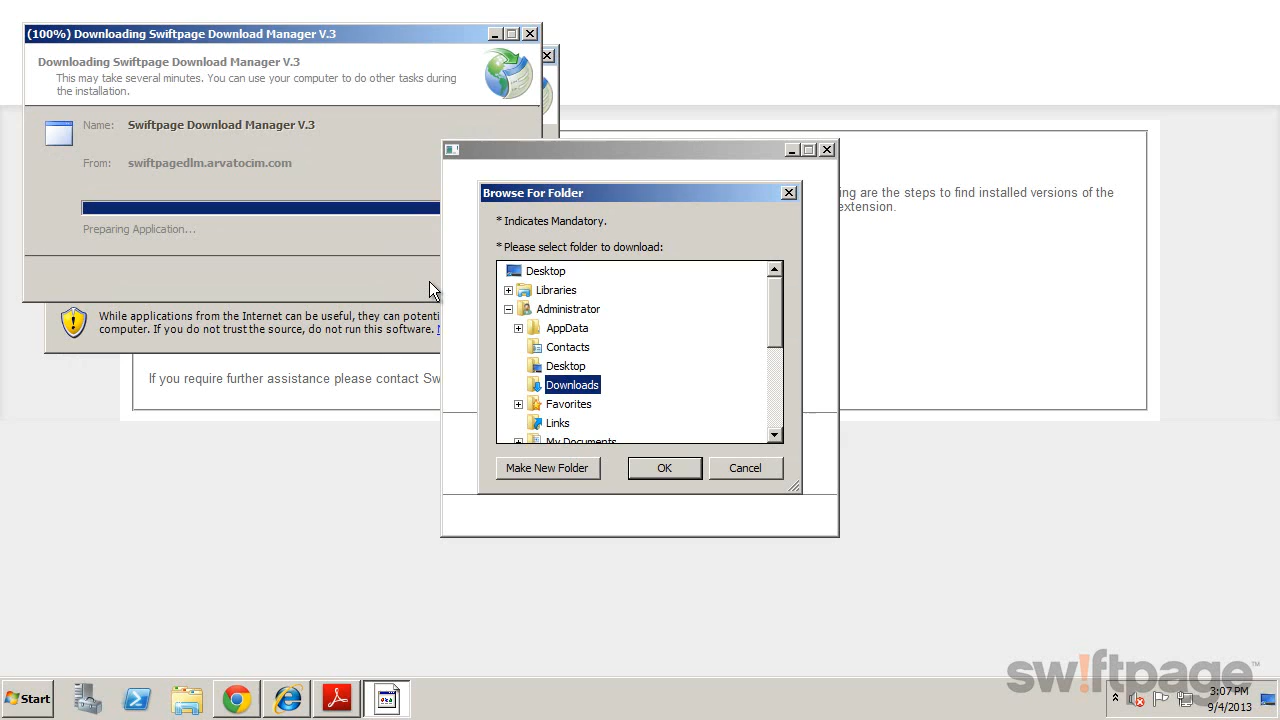 (100%) Downloading Swiftpage Download Manager V.3
Downloading Swiftpage Download Manager V.3
This may take several minutes. You can use your computer to do other tasks during
the installation.
Name: Swiftpage Download Manager V.3
From: swiftpagedlm.arvatocim.com
Preparing Application...
While applications from the Internet can be useful, they can potenti
computer. If you do not trust the source, do not run this software.
If you require further assistance please contact Sw
ing are the steps to find installed versions of the
extension.
Browse For Folder
* Indicates Mandatory.
* Please select folder to download:
Desktop
Libraries
Administrator
AppData
Contacts
Desktop
Downloads
Favorites
Links
My Documents
Make New Folder
OK
Cancel
sw!ftpage™
Start
3:07 PM
9/4/2013